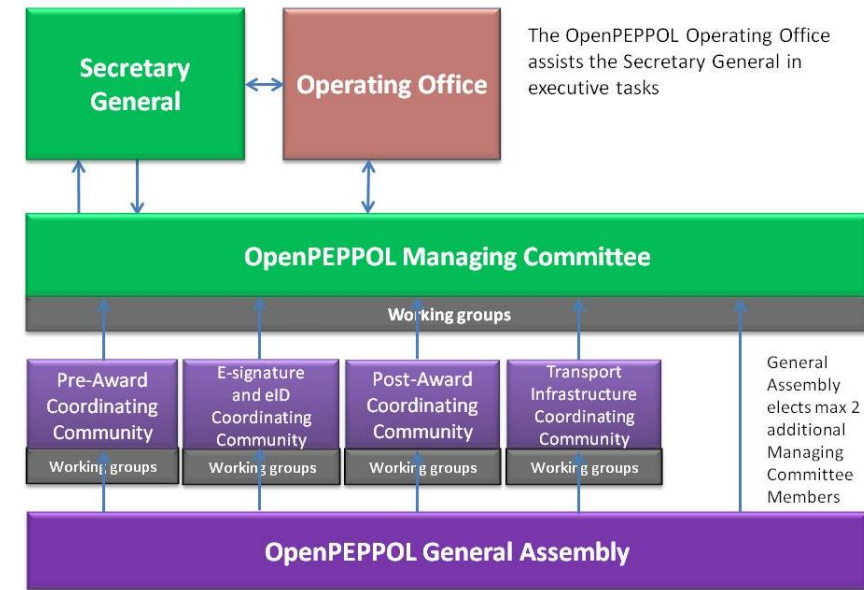 Secretary
General
Operating Office
The OpenPEPPOL Operating Office
assists the Secretary General in
executive tasks
OpenPEPPOL Managing Committee
Working groups
Pre-Award
Coordinating
Community
Working groups
E-signature
and eID
Coordinating
Community
Working groups
Post-Award
Coordinating
Community
Working groups
Transport
Infrastructure
Coordinating
Community
Working groups
General
Assembly
elects max 2
additional
Managing
Committee
Members
OpenPEPPOL General Assembly